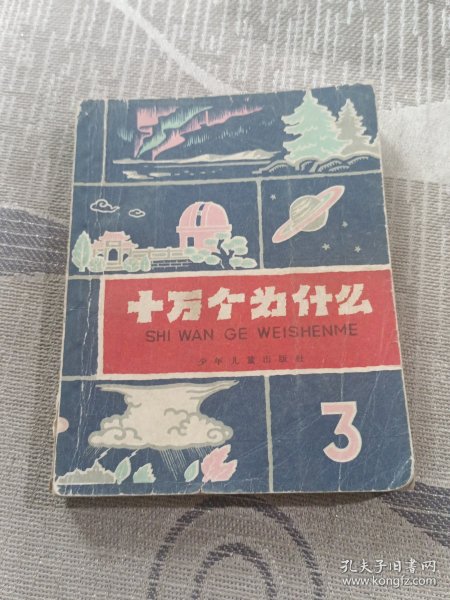 十万个为什么
SHI WAN GE WEISHENME
少年儿童出版社
3
孔夫子旧书网
www.kongfz.com